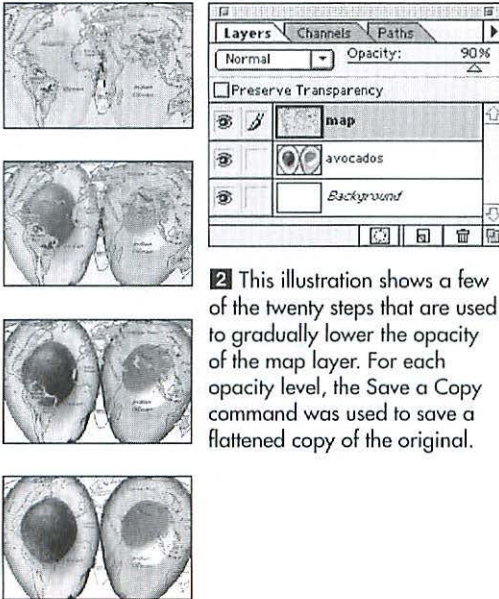 Layers Channels Paths
Normal Opacity: 90%
Preserve Transparency
map
avocados
Background
2 This illustration shows a few
of the twenty steps that are used
to gradually lower the opacity
of the map layer. For each
opacity level, the Save a Copy
command was used to save a
flattened copy of the original.